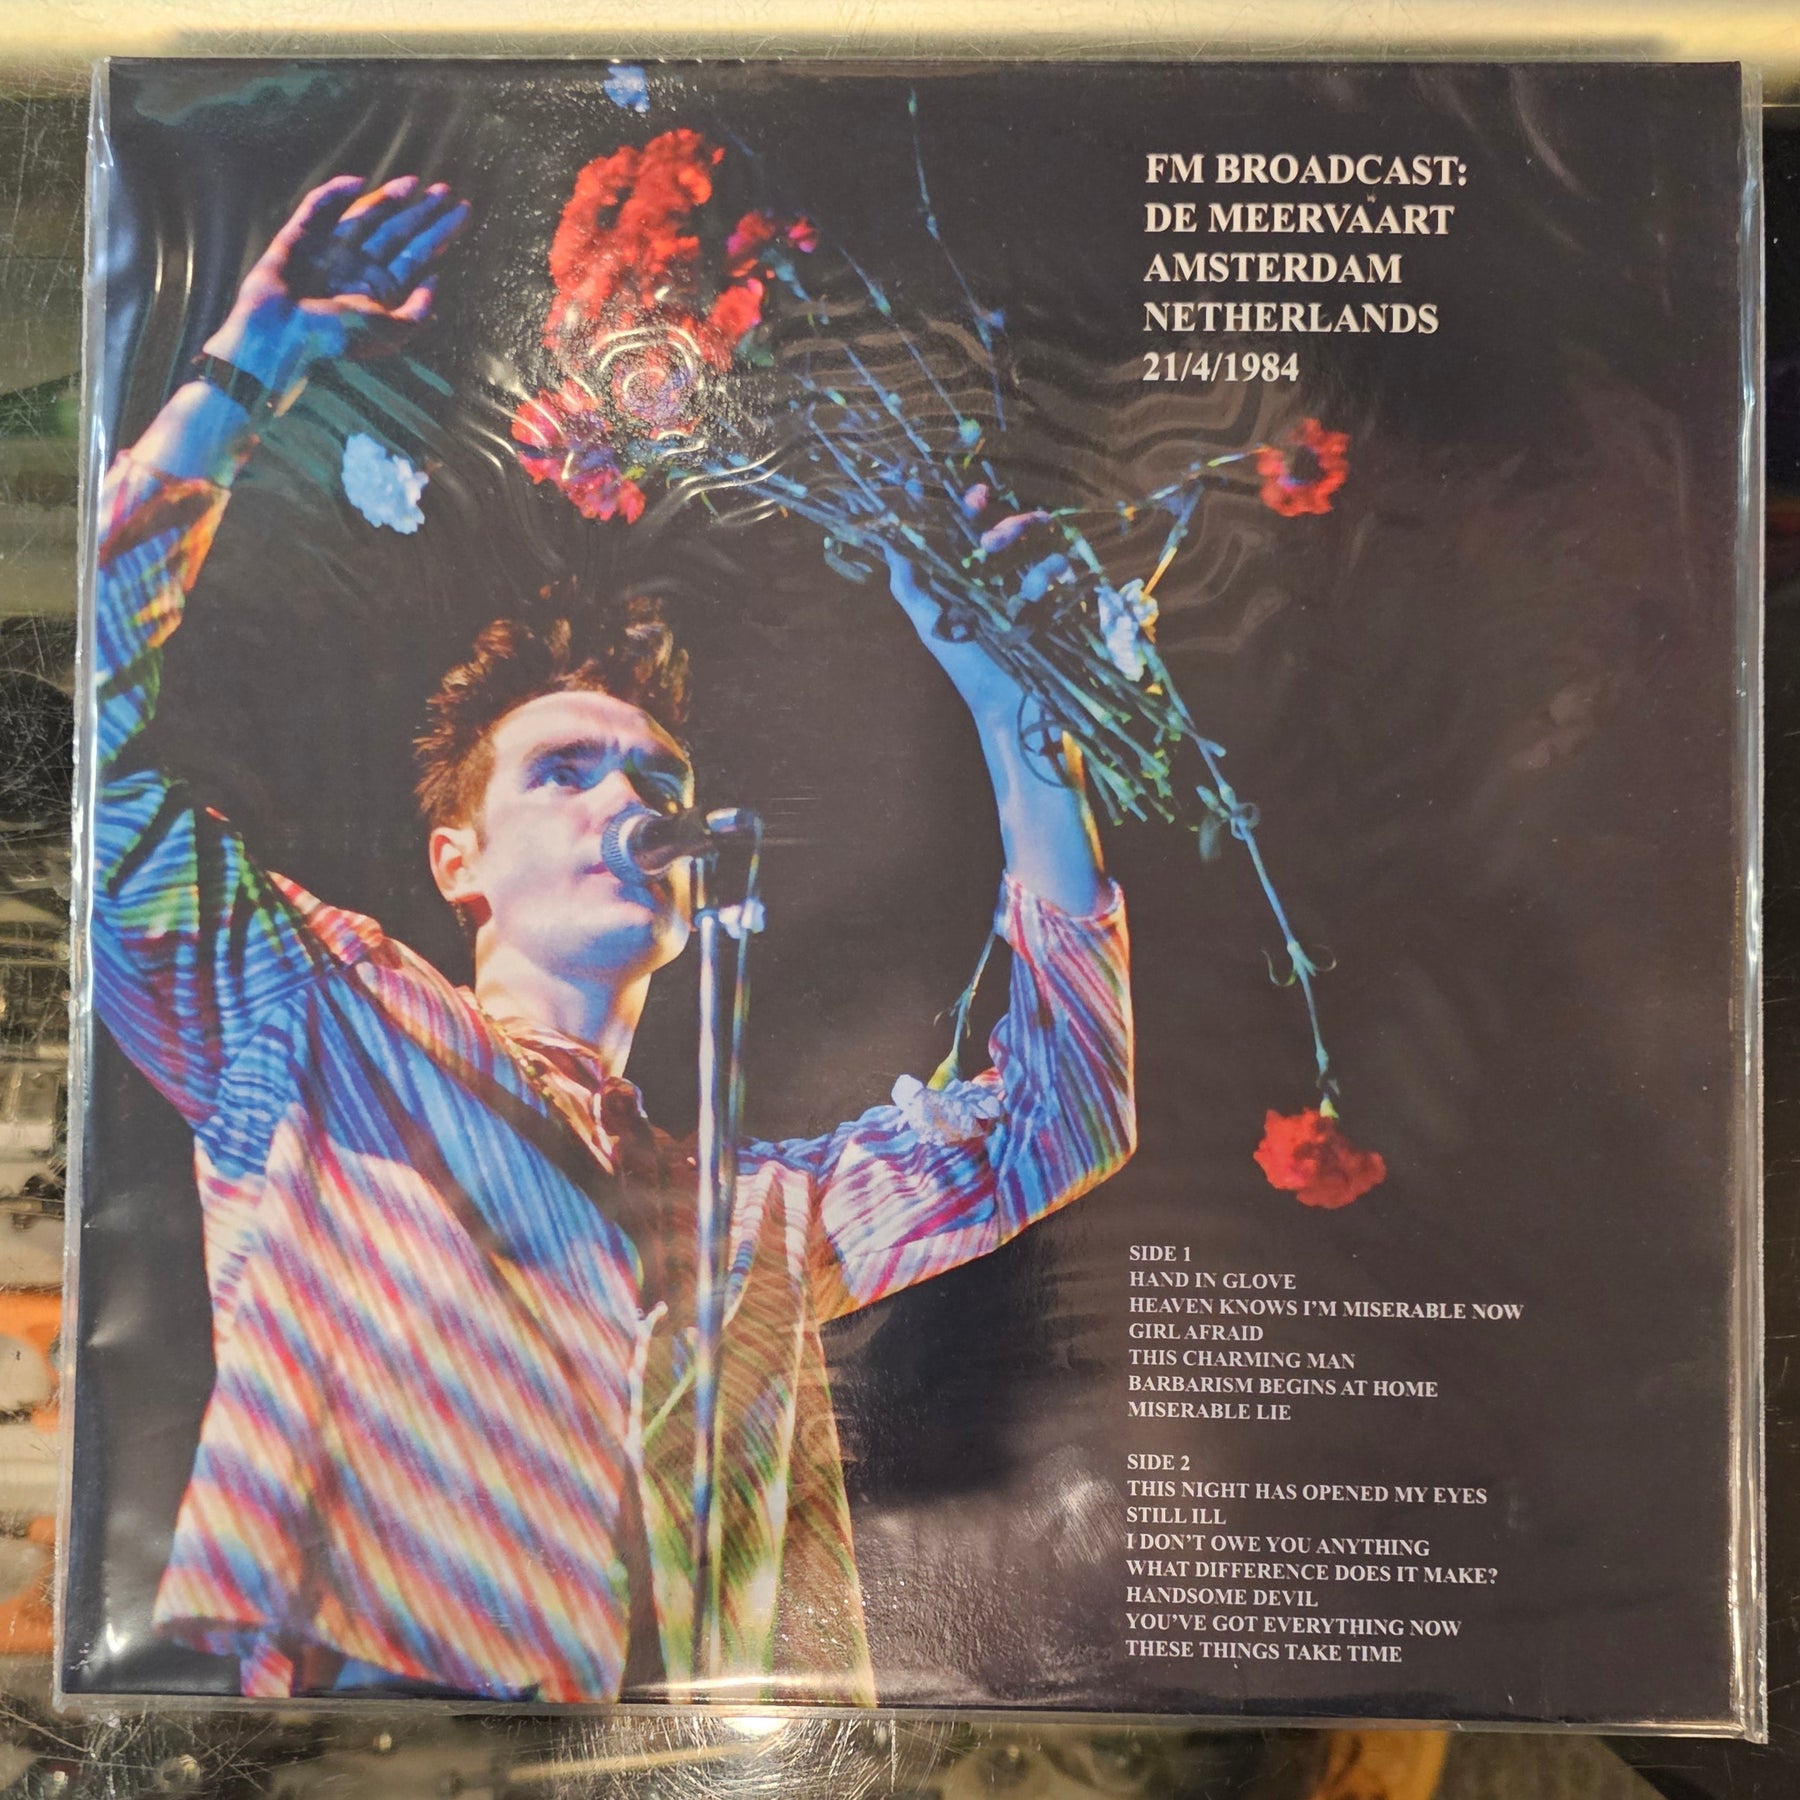 FM BROADCAST:
DE MEERVAART
AMSTERDAM
NETHERLANDS
21/4/1984
SIDE 1
HAND IN GLOVE
HEAVEN KNOWS I'M MISERABLE NOW
GIRL AFRAID
THIS CHARMING MAN
BARBARISM BEGINS AT HOME
MISERABLE LIE
SIDE 2
THIS NIGHT HAS OPENED MY EYES
STILL ILL
I DON'T OWE YOU ANYTHING
WHAT DIFFERENCE DOES IT MAKE?
HANDSOME DEVIL
YOU'VE GOT EVERYTHING NOW
THESE THINGS TAKE TIME